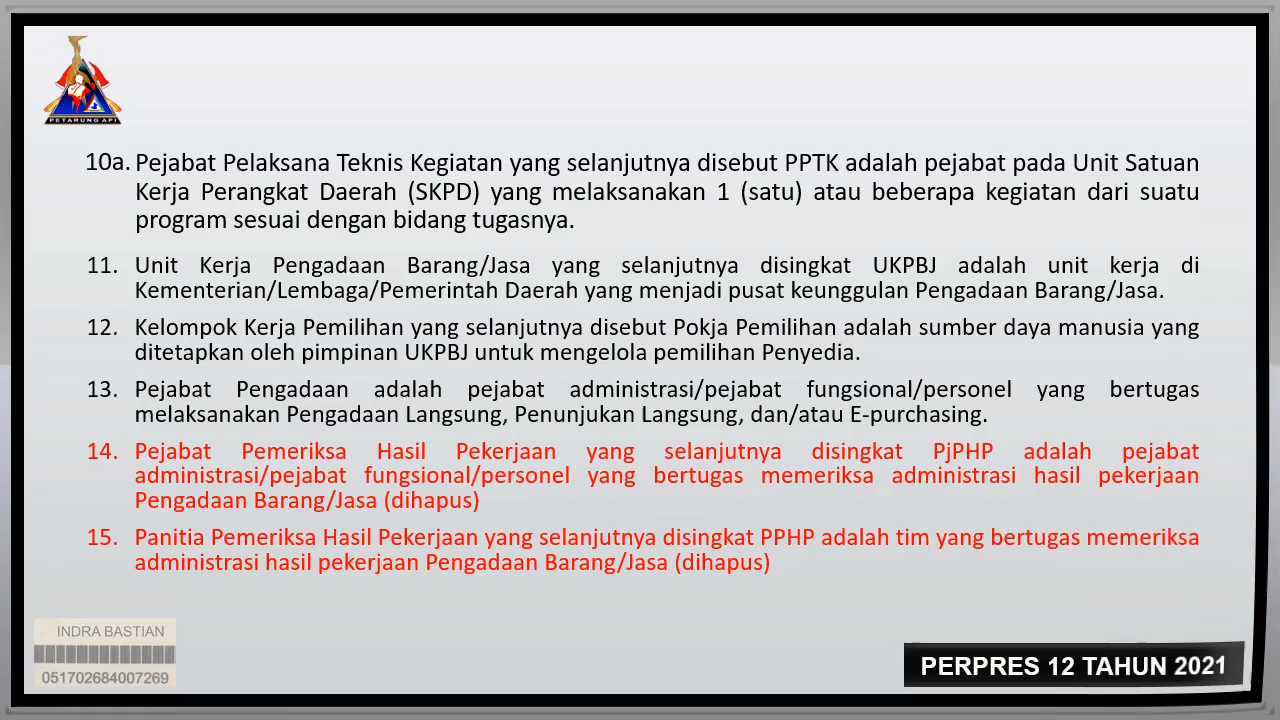 PETARUNG API
10a. Pejabat Pelaksana Teknis Kegiatan yang selanjutnya disebut PPTK adalah pejabat pada Unit Satuan
Kerja Perangkat Daerah (SKPD) yang melaksanakan 1 (satu) atau beberapa kegiatan dari suatu
program sesuai dengan bidang tugasnya.
11. Unit Kerja Pengadaan Barang/Jasa yang selanjutnya disingkat UKPBJ adalah unit kerja di
Kementerian/Lembaga/Pemerintah Daerah yang menjadi pusat keunggulan Pengadaan Barang/Jasa.
12. Kelompok Kerja Pemilihan yang selanjutnya disebut Pokja Pemilihan adalah sumber daya manusia yang
ditetapkan oleh pimpinan UKPBJ untuk mengelola pemilihan Penyedia.
13. Pejabat Pengadaan adalah pejabat administrasi/pejabat fungsional/personel yang bertugas
melaksanakan Pengadaan Langsung, Penunjukan Langsung, dan/atau E-purchasing.
14. Pejabat Pemeriksa Hasil Pekerjaan yang selanjutnya disingkat PjPHP adalah pejabat
administrasi/pejabat fungsional/personel yang bertugas memeriksa administrasi hasil pekerjaan
Pengadaan Barang/Jasa (dihapus)
15. Panitia Pemeriksa Hasil Pekerjaan yang selanjutnya disingkat PPHP adalah tim yang bertugas memeriksa
administrasi hasil pekerjaan Pengadaan Barang/Jasa (dihapus)
INDRA BASTIAN
051702684007269
PERPRES 12 TAHUN 2021